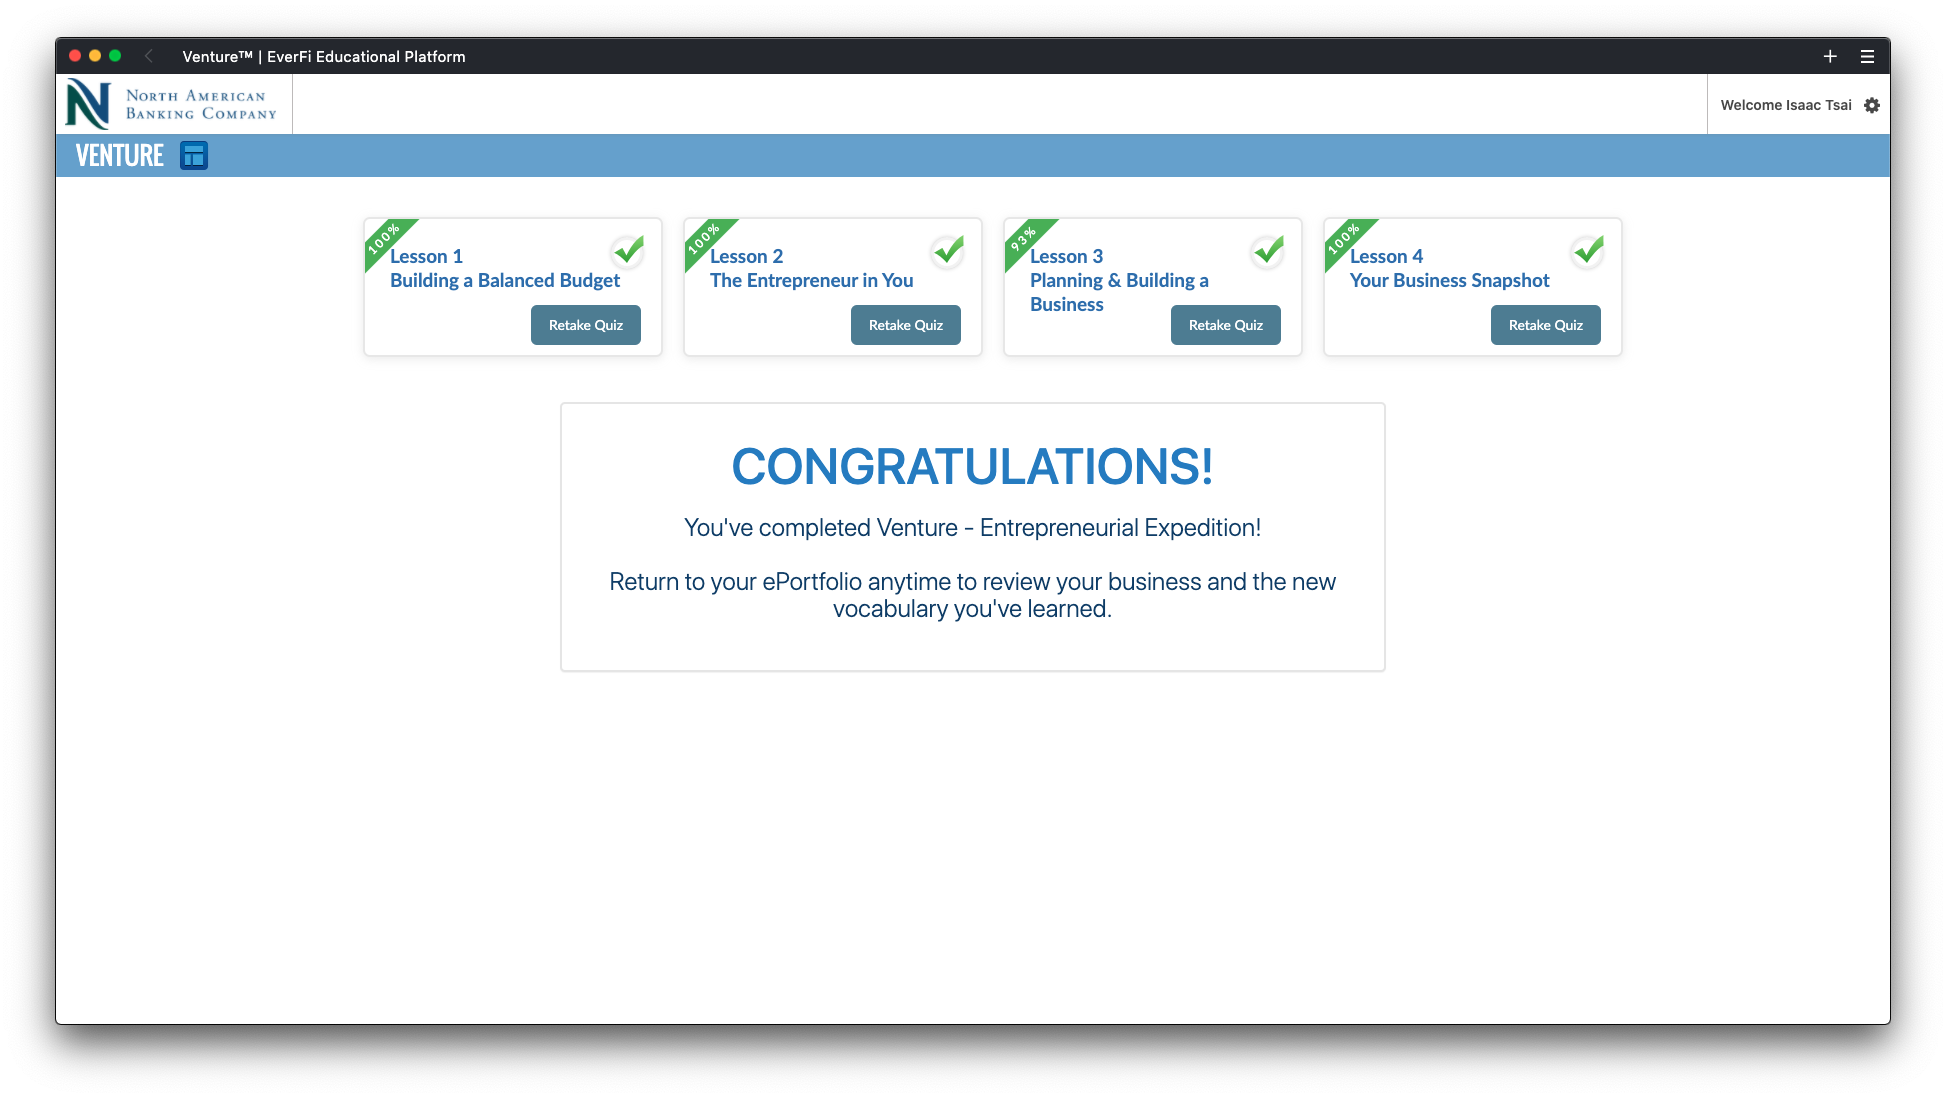 Venture™ | EverFi Educational Platform
NORTH AMERICAN
BANKING COMPANY
Welcome Isaac Tsai
VENTURE
100%
Lesson 1
Building a Balanced Budget
Retake Quiz
100%
Lesson 2
The Entrepreneur in You
Retake Quiz
93%
Lesson 3
Planning & Building a
Business
Retake Quiz
100%
Lesson 4
Your Business Snapshot
Retake Quiz
CONGRATULATIONS!
You've completed Venture - Entrepreneurial Expedition!
Return to your ePortfolio anytime to review your business and the new
vocabulary you've learned.